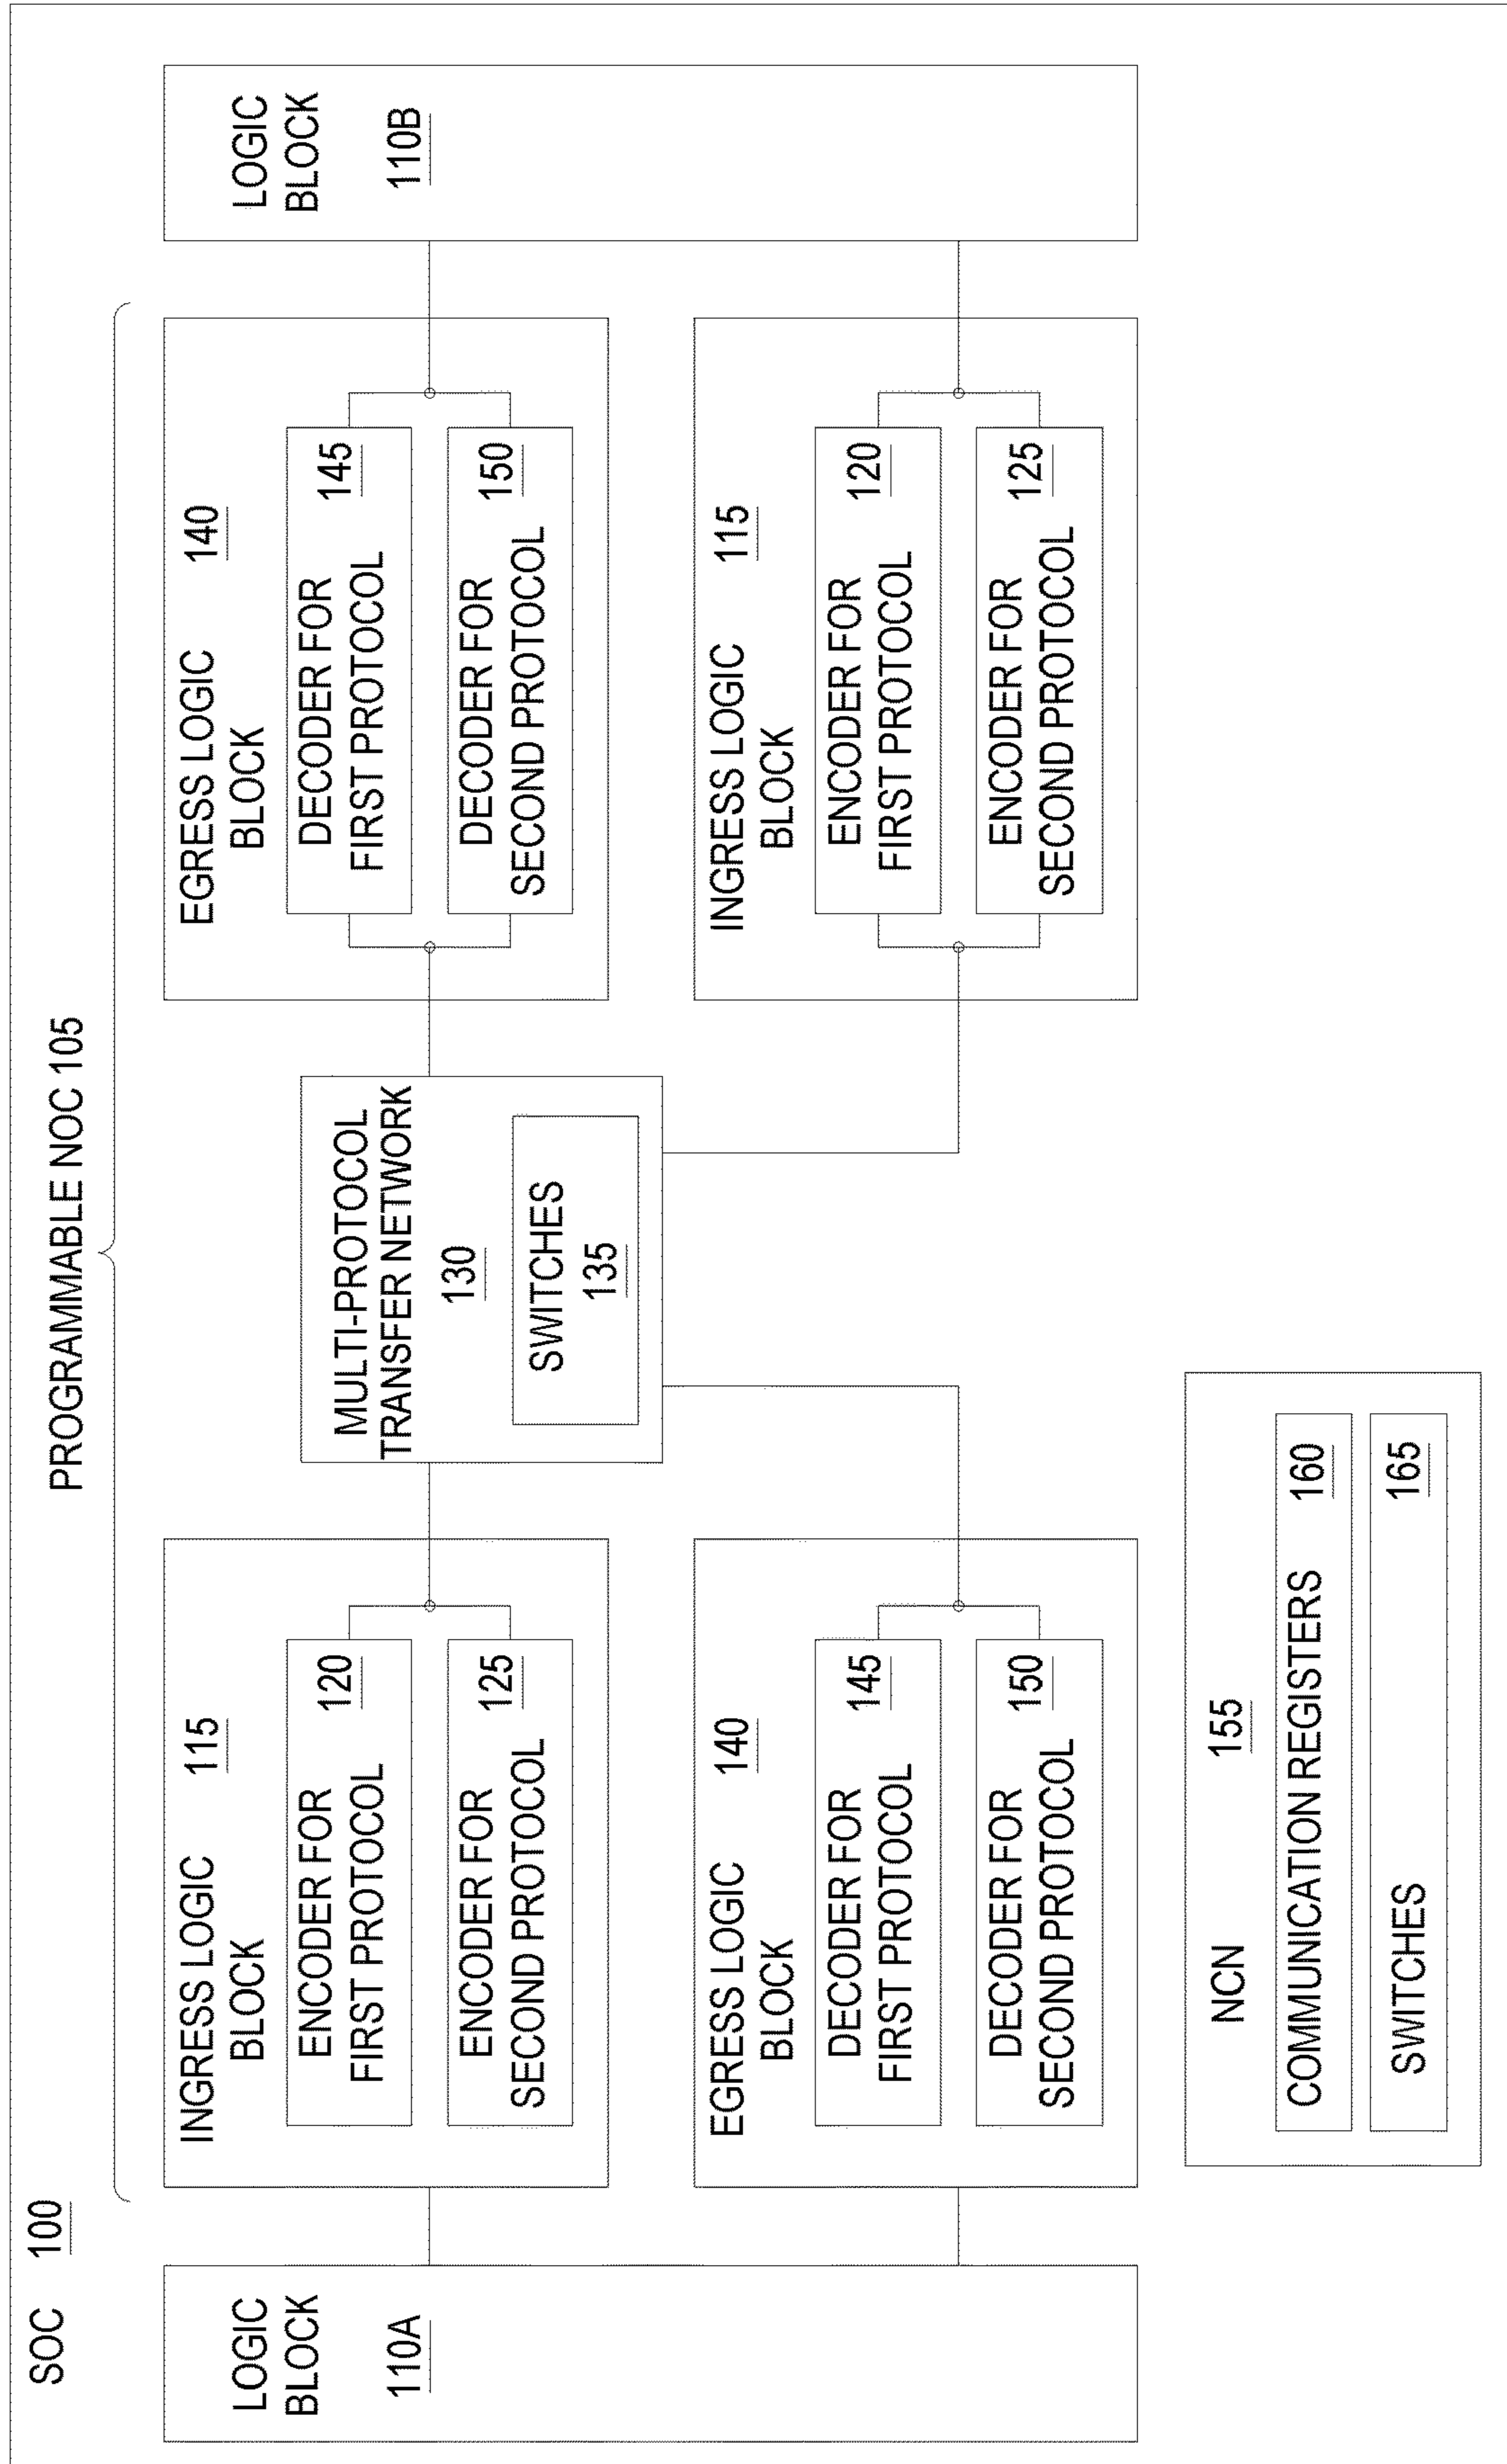 SOC 100
PROGRAMMABLE NOC 105
LOGIC
BLOCK
110A
INGRESS LOGIC
BLOCK
115
ENCODER FOR
FIRST PROTOCOL
120
ENCODER FOR
SECOND PROTOCOL
125
EGRESS LOGIC
BLOCK
140
DECODER FOR
FIRST PROTOCOL
145
DECODER FOR
SECOND PROTOCOL
150
MULTI-PROTOCOL
TRANSFER NETWORK
130
SWITCHES
135
EGRESS LOGIC
BLOCK
140
DECODER FOR
FIRST PROTOCOL
145
DECODER FOR
SECOND PROTOCOL
150
INGRESS LOGIC
BLOCK
115
ENCODER FOR
FIRST PROTOCOL
120
ENCODER FOR
SECOND PROTOCOL
125
LOGIC
BLOCK
110B
NCN 155
COMMUNICATION REGISTERS 160
SWITCHES 165